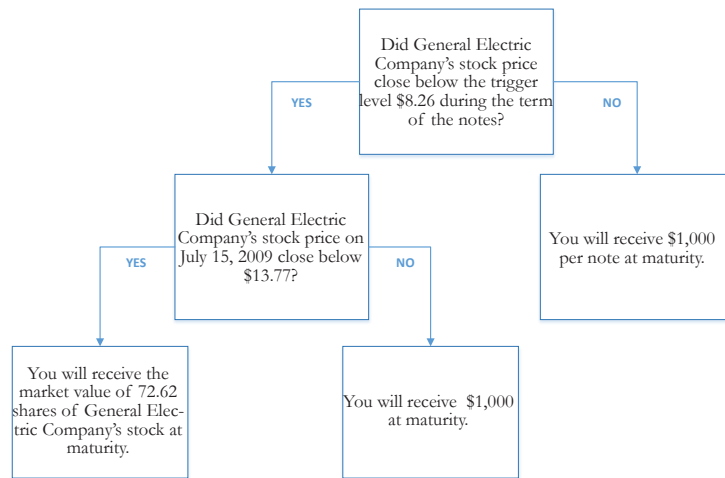 Did General Electric
Company's stock price
close below the trigger
level $8.26 during the term
of the notes?
YES
NO
Did General Electric
Company's stock price on
July 15, 2009 close below
$13.77?
You will receive $1,000
per note at maturity.
YES
NO
You will receive the
market value of 72.62
shares of General Elec-
tric Company's stock at
maturity.
You will receive $1,000
at maturity.